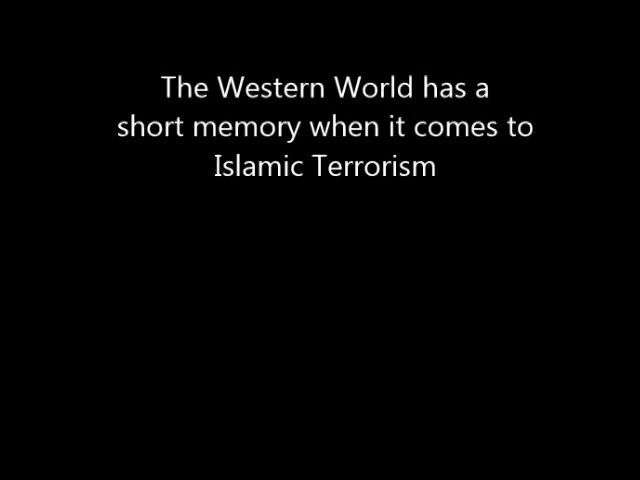 The Western World has a
short memory when it comes to
Islamic Terrorism